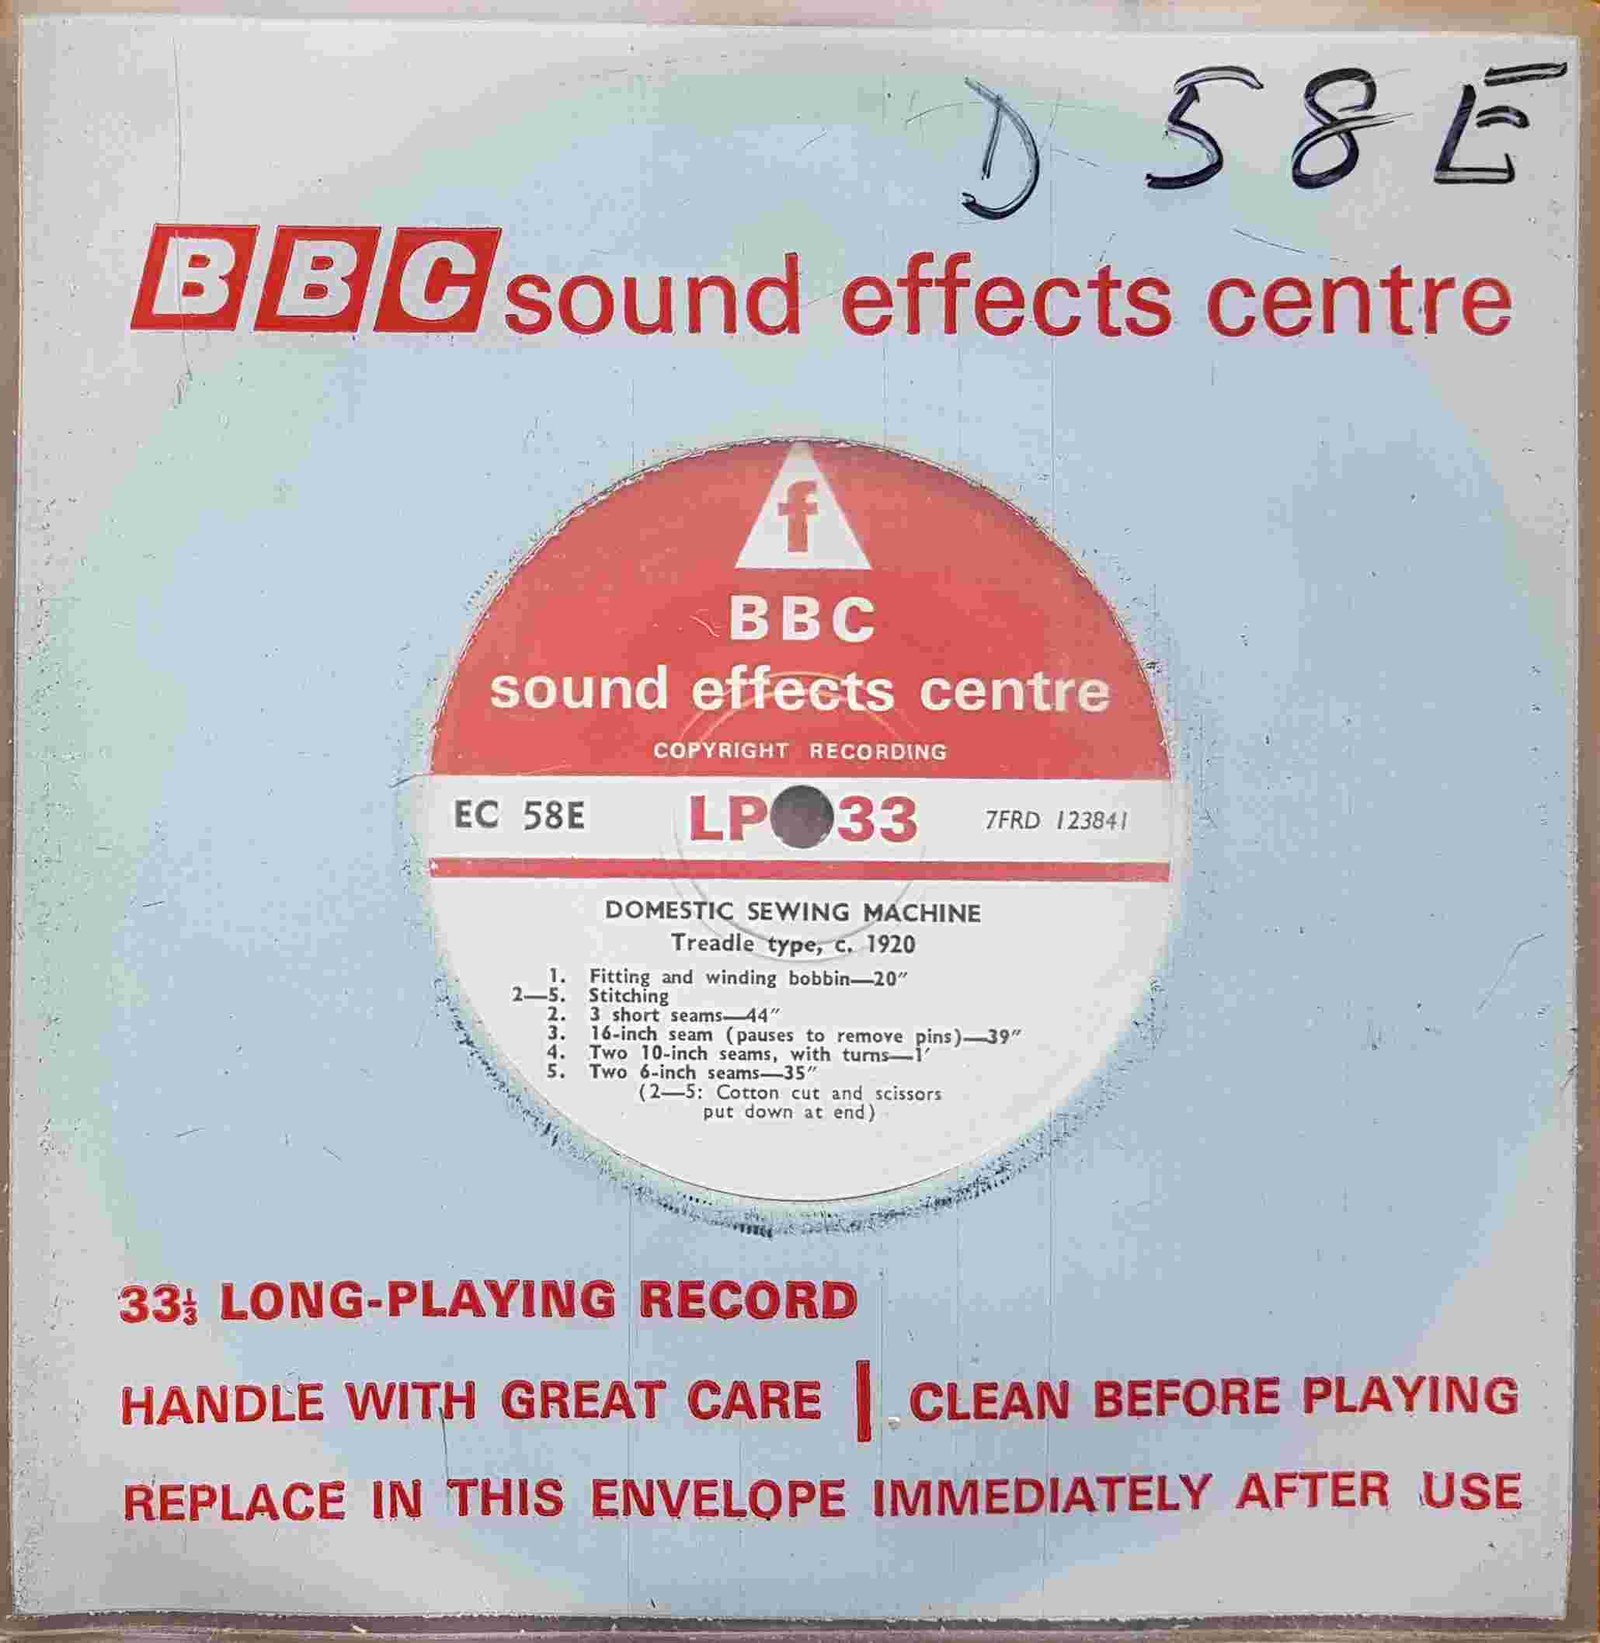 D 58E
BBC sound effects centre
f
BBC
sound effects centre
COPYRIGHT RECORDING
EC 58E LP 33 7FRD 123841
DOMESTIC SEWING MACHINE
Treadle type, c. 1920
1. Fitting and winding bobbin—20″
2—5. Stitching
2. 3 short seams—44″
3. 16-inch seam (pauses to remove pins)—39″
4. Two 10-inch seams, with turns—1′
5. Two 6-inch seams—35″
(2—5: Cotton cut and scissors
put down at end)
33⅓ LONG-PLAYING RECORD
HANDLE WITH GREAT CARE | CLEAN BEFORE PLAYING
REPLACE IN THIS ENVELOPE IMMEDIATELY AFTER USE